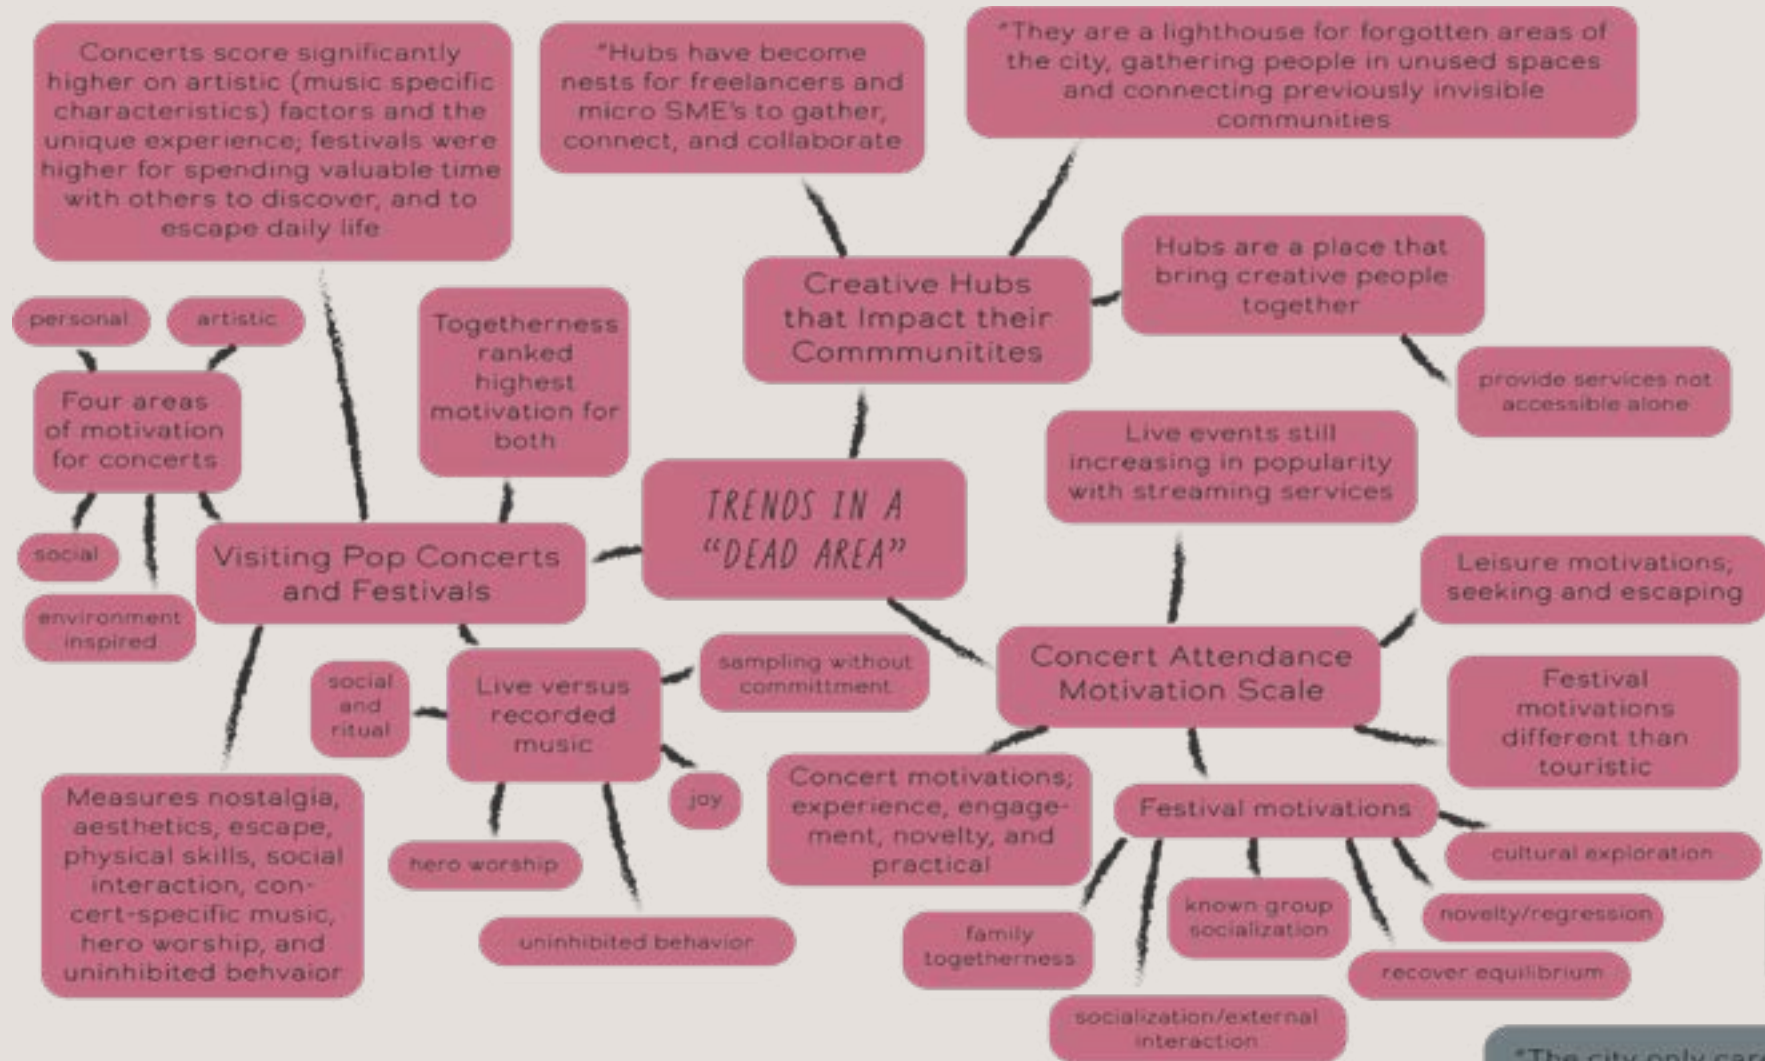 Concerts score significantly
higher on artistic (music specific
characteristics) factors and the
unique experience; festivals were
higher for spending valuable time
with others to discover, and to
escape daily life
"Hubs have become
nests for freelancers and
micro SME's to gather,
connect, and collaborate
"They are a lighthouse for forgotten areas of
the city, gathering people in unused spaces
and connecting previously invisible
communities
Creative Hubs
that Impact their
Commmunitites
Hubs are a place that
bring creative people
together
provide services not
accessible alone
personal
artistic
Four areas
of motivation
for concerts
social
environment
inspired
Togetherness
ranked
highest
motivation for
both
TRENDS IN A
“DEAD AREA”
Visiting Pop Concerts
and Festivals
Live events still
increasing in popularity
with streaming services
Leisure motivations;
seeking and escaping
Concert Attendance
Motivation Scale
Festival
motivations
different than
touristic
social
and
ritual
Live versus
recorded
music
sampling without
committment
joy
hero worship
uninhibited behavior
Measures nostalgia,
aesthetics, escape,
physical skills, social
interaction, con-
cert-specific music,
hero worship, and
uninhibited behvaior
Concert motivations;
experience, engage-
ment, novelty, and
practical
Festival motivations
cultural exploration
novelty/regression
known group
socialization
recover equilibrium
family
togetherness
socialization/external
interaction
"The city only